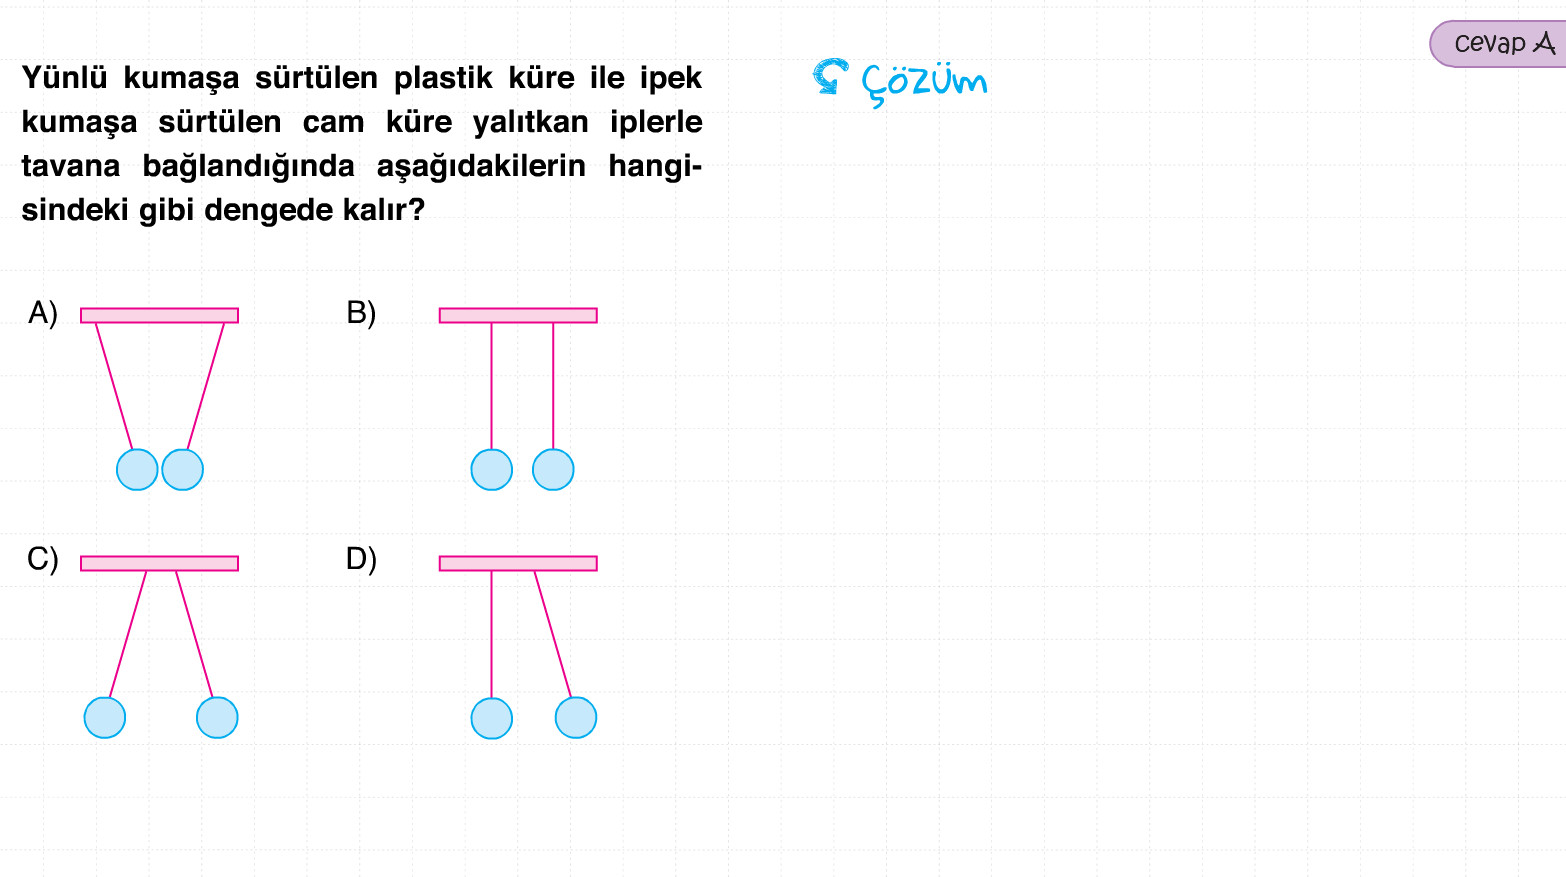 Yünlü kumaşa sürtülen plastik küre ile ipek
kumaşa sürtülen cam küre yalıtkan iplerle
tavana bağlandığında aşağıdakilerin hangi-
sindeki gibi dengede kalır?
A)
B)
C)
D)
Çözüm
Cevap A